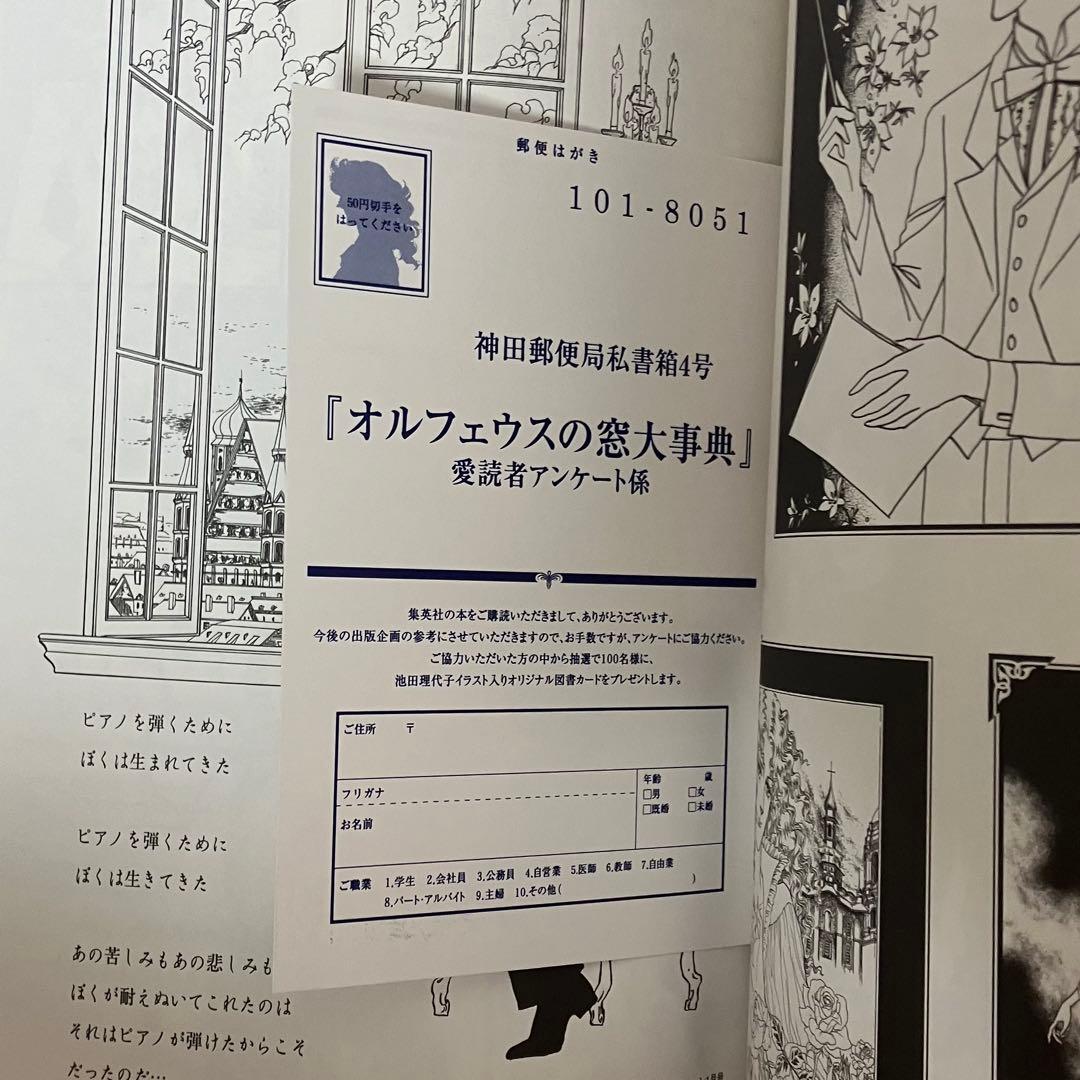 郵便はがき
50円切手を
はってください
101-8051
神田郵便局私書箱4号
『オルフェウスの窓大事典』
愛読者アンケート係
集英社の本をご購読いただきまして、ありがとうございます。
今後の出版企画の参考にさせていただきますので、お手数ですが、アンケートにご協力ください。
ご協力いただいた方の中から抽選で100名様に、
池田理代子イラスト入りオリジナル図書カードをプレゼントします。
ご住所 〒
フリガナ
お名前
年齢 歳
□男 □女
□既婚 □未婚
ご職業 1.学生 2.会社員 3.公務員 4.自営業 5.医師 6.教師 7.自由業
8.パート・アルバイト 9.主婦 10.その他( )
ピアノを弾くために
ぼくは生まれてきた
ピアノを弾くために
ぼくは生きてきた
あの苦しみもあの悲しみも
ぼくが耐えぬいてこれたのは
それはピアノが弾けたからこそ
だったのだ…